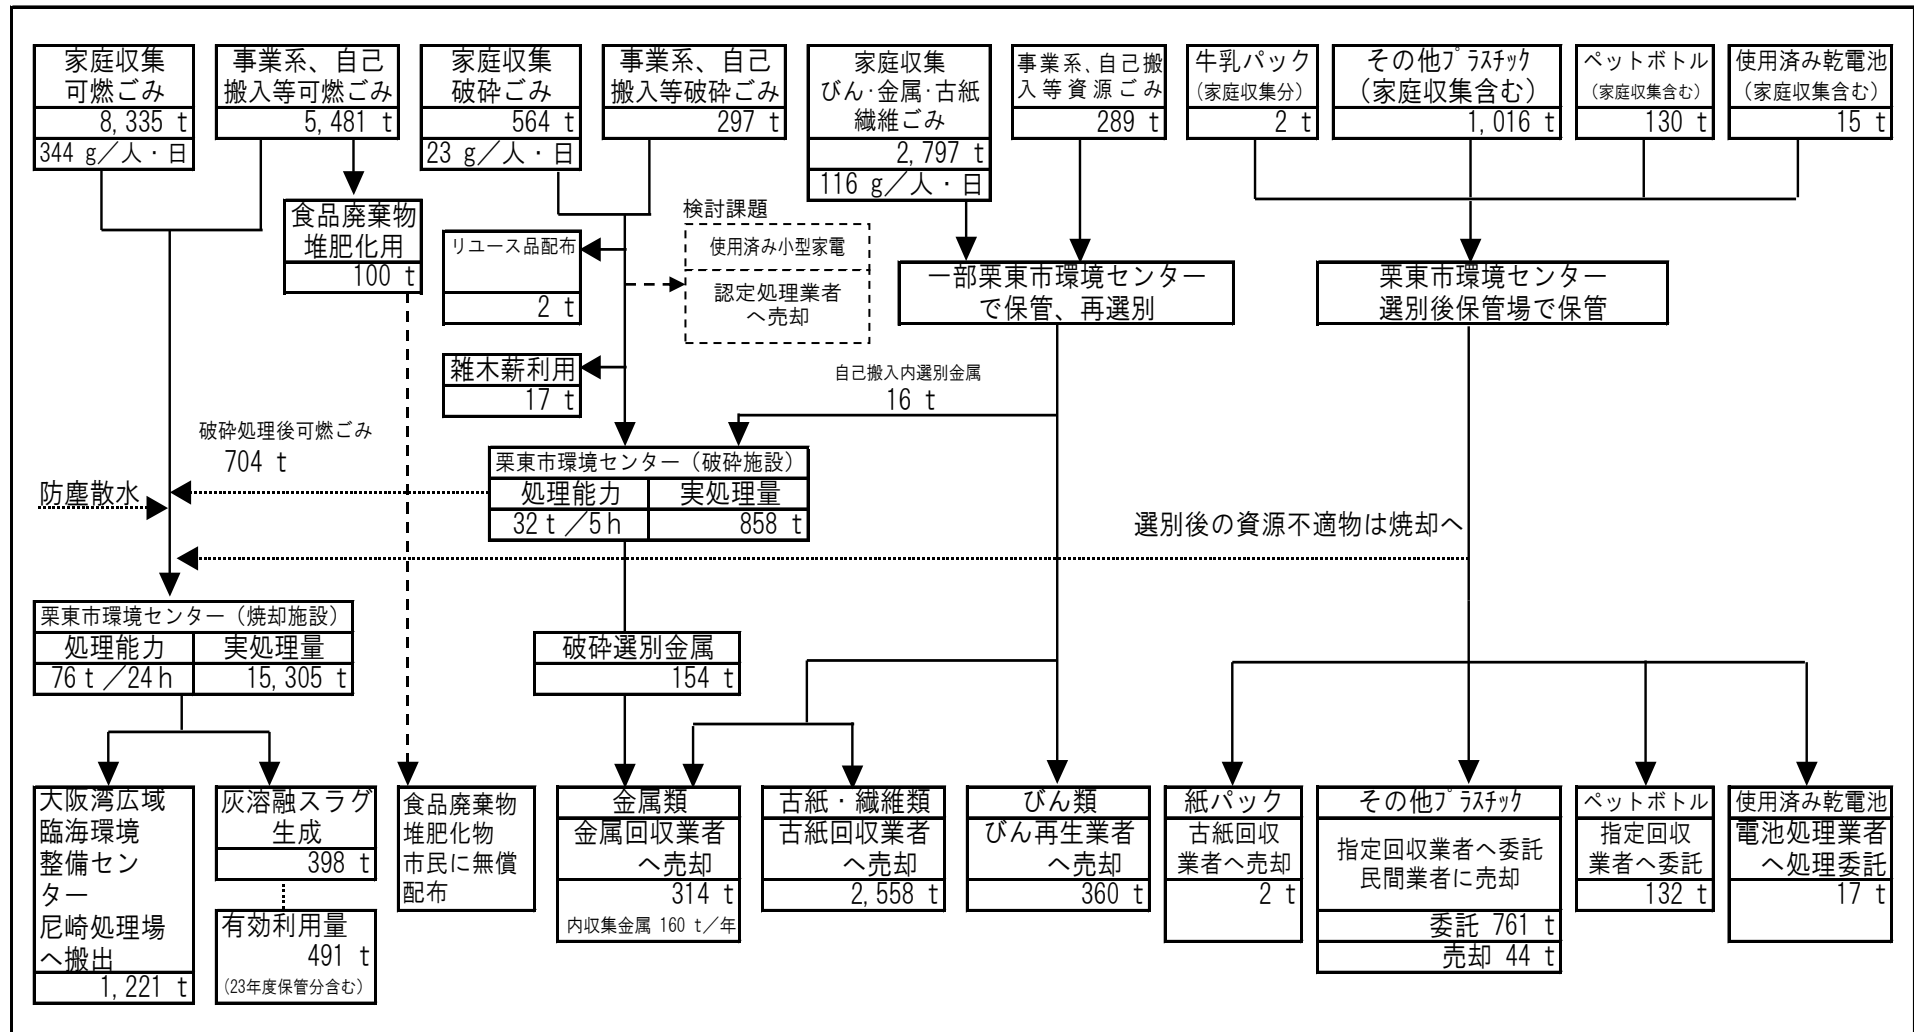 家庭収集
可燃ごみ
8,335 t
344 g／人・日
事業系、自己
搬入等可燃ごみ
5,481 t
家庭収集
破砕ごみ
564 t
23 g／人・日
事業系、自己
搬入等破砕ごみ
297 t
家庭収集
びん･金属･古紙
繊維ごみ
2,797 t
116 g／人・日
事業系､自己搬
入等資源ごみ
289 t
牛乳パック
(家庭収集分)
2 t
その他ﾌﾟﾗｽﾁｯｸ
(家庭収集含む)
1,016 t
ペットボトル
(家庭収集含む)
130 t
使用済み乾電池
(家庭収集含む)
15 t
食品廃棄物
堆肥化用
100 t
リユース品配布
2 t
検討課題
使用済み小型家電
認定処理業者
へ売却
一部栗東市環境センター
で保管、再選別
栗東市環境センター
選別後保管場で保管
雑木薪利用
17 t
自己搬入内選別金属
16 t
破砕処理後可燃ごみ
704 t
防塵散水
栗東市環境センター（破砕施設）
処理能力
実処理量
32ｔ／5ｈ
858 t
選別後の資源不適物は焼却へ
栗東市環境センター（焼却施設）
処理能力
実処理量
76ｔ／24ｈ
15,305 t
破砕選別金属
154 t
大阪湾広域
臨海環境
整備セン
ター
尼崎処理場
へ搬出
1,221 t
灰溶融スラグ
生成
398 t
有効利用量
491 t
(23年度保管分含む)
食品廃棄物
堆肥化物
市民に無償
配布
金属類
金属回収業者
へ売却
314 t
内収集金属 160 t／年
古紙・繊維類
古紙回収業者
へ売却
2,558 t
びん類
びん再生業者
へ売却
360 t
紙パック
古紙回収
業者へ売却
2 t
その他ﾌﾟﾗｽﾁｯｸ
指定回収業者へ委託
民間業者に売却
委託 761 t
売却 44 t
ペットボトル
指定回収
業者へ委託
132 t
使用済み乾電池
電池処理業者
へ処理委託
17 t